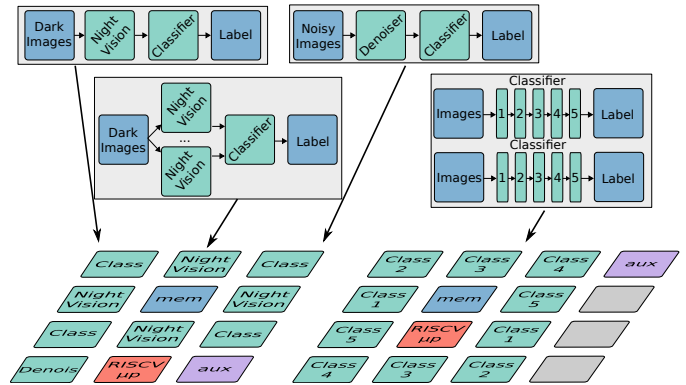 Dark
Images
Night
Vision
Classifier
Label
Noisy
Images
Denoiser
Classifier
Label
Dark
Images
Night
Vision
...
Night
Vision
Classifier
Label
Classifier
Images
1 2 3 4 5
Label
Classifier
Images
1 2 3 4 5
Label
Class
Night
Vision
Class
Night
Vision
mem
Night
Vision
Class
Night
Vision
Class
Denois
RISCV
μp
aux
Class
2
Class
3
Class
4
aux
Class
1
mem
Class
5
Class
5
RISCV
μp
Class
1
Class
4
Class
3
Class
2